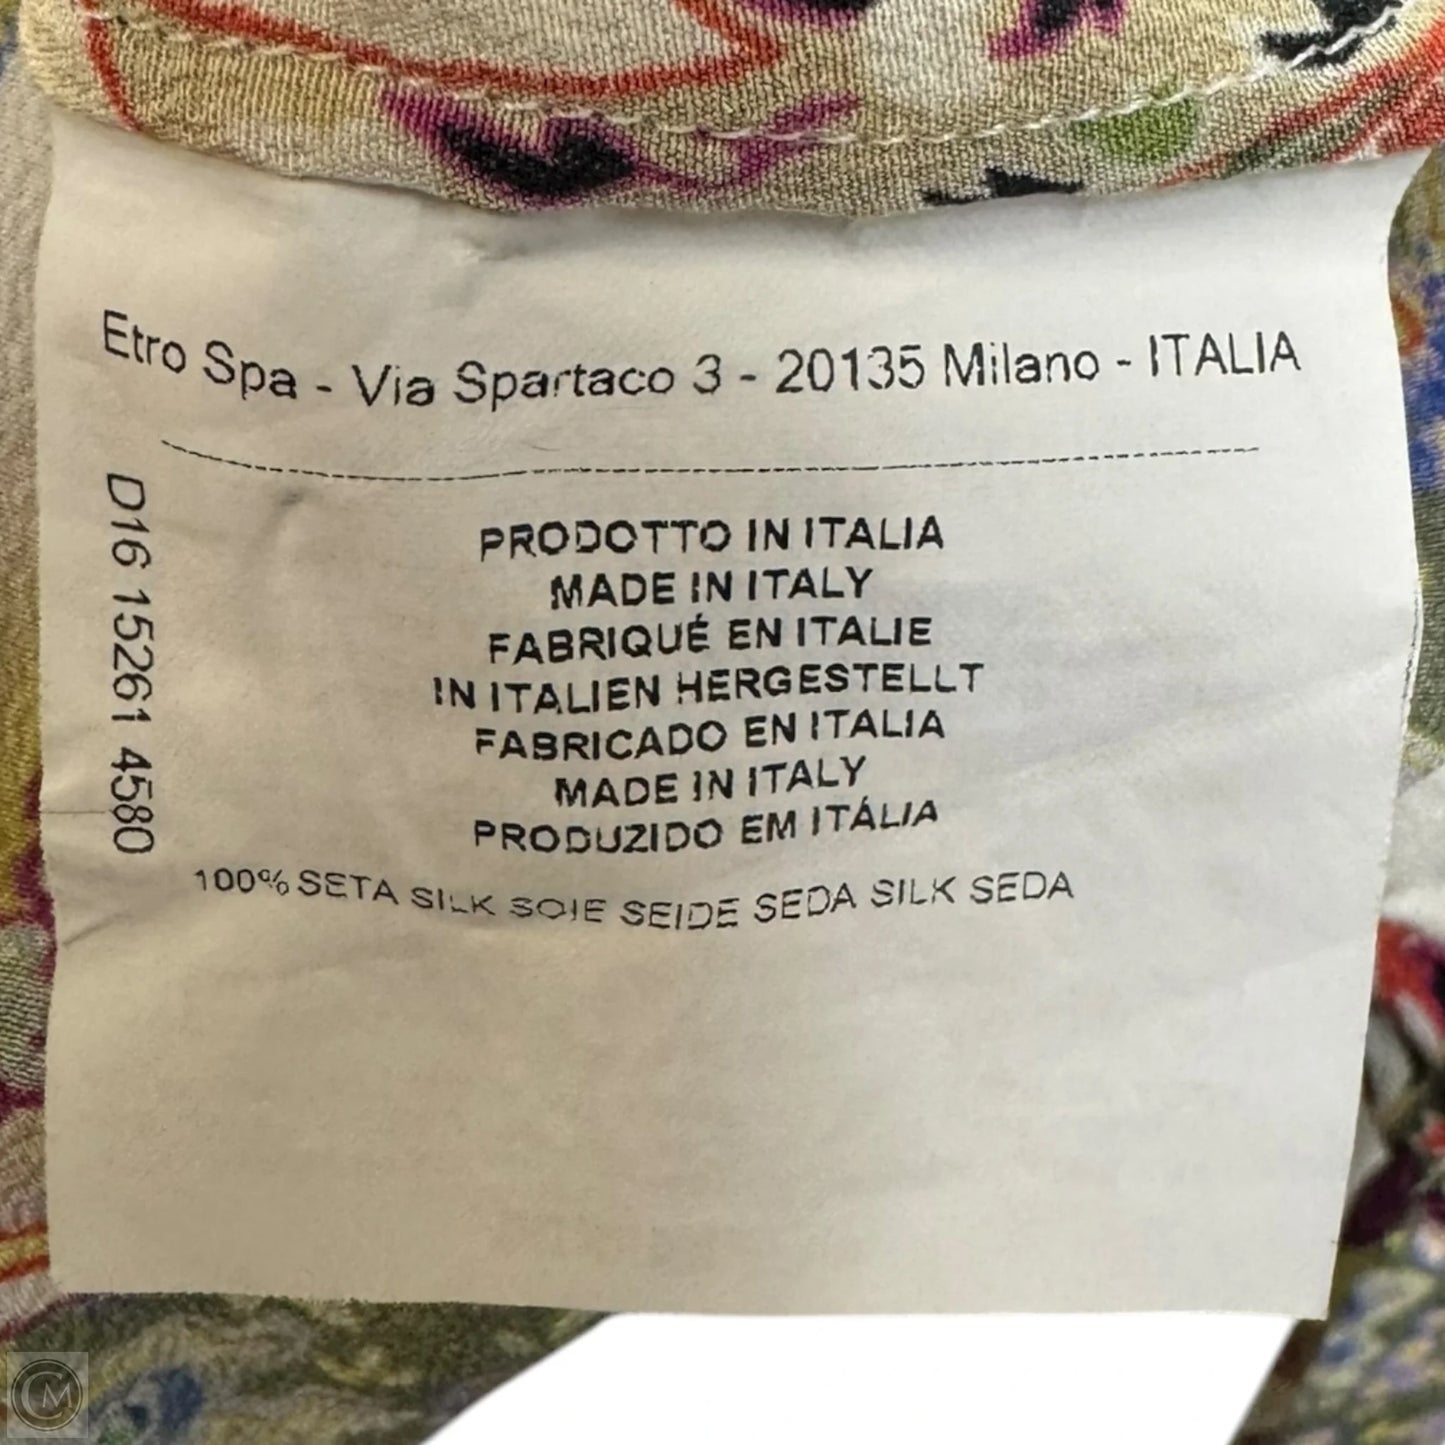 Etro Spa - Via Spartaco 3 - 20135 Milano - ITALIA
D16 15261 4580
PRODOTTO IN ITALIA
MADE IN ITALY
FABRIQUÉ EN ITALIE
IN ITALIEN HERGESTELLT
FABRICADO EN ITALIA
MADE IN ITALY
PRODUZIDO EM ITÁLIA
100% SETA SILK SOIE SEIDE SEDA SILK SEDA
CM